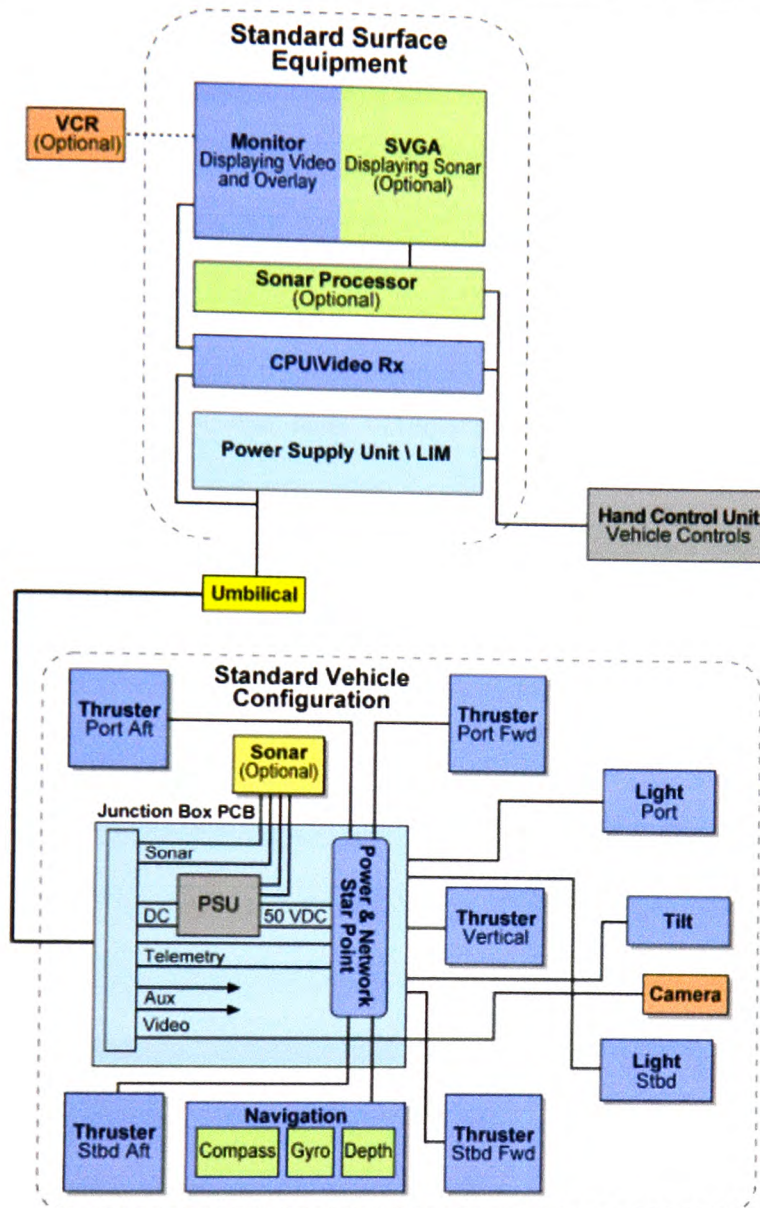 Standard Surface
Equipment
VCR
(Optional)
Monitor
Displaying Video
and Overlay
SVGA
Displaying Sonar
(Optional)
Sonar Processor
(Optional)
CPU\Video Rx
Power Supply Unit \ LIM
Hand Control Unit
Vehicle Controls
Umbilical
Standard Vehicle
Configuration
Thruster
Port Aft
Thruster
Port Fwd
Sonar
(Optional)
Light
Port
Junction Box PCB
Sonar
PSU
DC
50 VDC
Power & Network
Star Point
Thruster
Vertical
Tilt
Telemetry
Aux
Camera
Video
Light
Stbd
Thruster
Stbd Aft
Navigation
Compass
Gyro
Depth
Thruster
Stbd Fwd